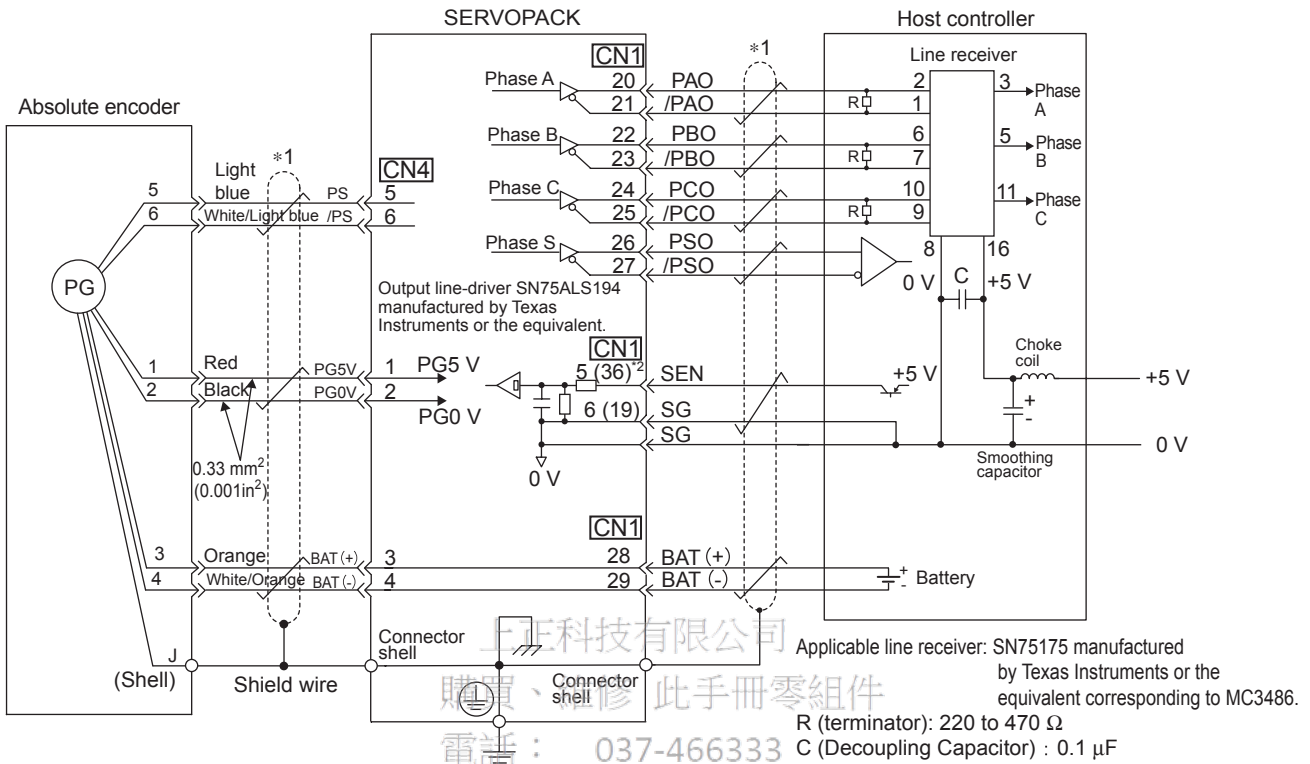 SERVOPACK
Host controller
Absolute encoder
CN1
*1
Line receiver
Phase A
20
PAO
2
3
Phase
A
21
/PAO
R
1
Phase B
22
PBO
6
5
Phase
B
23
/PBO
R
7
Phase C
24
PCO
10
11
Phase
C
25
/PCO
R
9
Phase S
26
PSO
8
16
27
/PSO
0 V
C
+5 V
Light
blue
*1
CN4
5
PS
5
6
White/Light blue
/PS
6
PG
Output line-driver SN75ALS194
manufactured by Texas
Instruments or the equivalent.
CN1
Choke
coil
1
Red
PG5V
1
PG5 V
5 (36)*2
SEN
+5 V
+5 V
2
Black
PG0V
2
PG0 V
6 (19)
SG
+
-
SG
0 V
0 V
Smoothing
capacitor
0.33 mm2
(0.001in2)
CN1
3
Orange
BAT (+)
3
28
BAT (+)
4
White/Orange
BAT (-)
4
29
BAT (-)
+
-
Battery
J
(Shell)
Shield wire
Connector
shell
Connector
shell
上正科技有限公司
購買、維修 此手冊零組件
電話： 037-466333
Applicable line receiver: SN75175 manufactured
by Texas Instruments or the
equivalent corresponding to MC3486.
R (terminator): 220 to 470 Ω
C (Decoupling Capacitor) : 0.1 μF